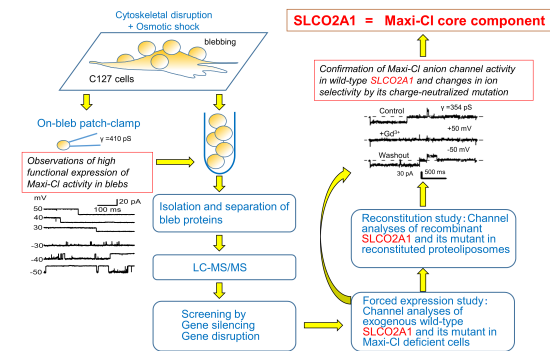 Cytoskeletal disruption
+ Osmotic shock
blebbing
C127 cells
On-bleb patch-clamp
γ =410 pS
Observations of high
functional expression of
Maxi-Cl activity in blebs
mV
20 pA
100 ms
50
40
30
-30
-40
-50
Isolation and separation of
bleb proteins
LC-MS/MS
Screening by
Gene silencing
Gene disruption
SLCO2A1 = Maxi-Cl core component
Confirmation of Maxi-Cl anion channel activity
in wild-type SLCO2A1 and changes in ion
selectivity by its charge-neutralized mutation
Control
γ =354 pS
+Gd³⁺
+50 mV
-50 mV
Washout
30 pA
500 ms
Reconstitution study: Channel
analyses of recombinant
SLCO2A1 and its mutant in
reconstituted proteoliposomes
Forced expression study:
Channel analyses of
exogenous wild-type
SLCO2A1 and its mutant in
Maxi-Cl deficient cells